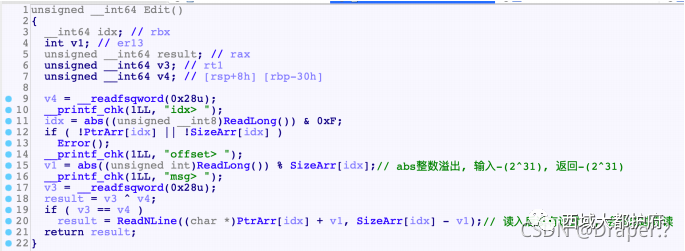 1 unsigned __int64 Edit()
2 {
3 __int64 idx; // rbx
4 int v1; // er13
5 unsigned __int64 result; // rax
6 unsigned __int64 v3; // rt1
7 unsigned __int64 v4; // [rsp+8h] [rbp-30h]
8
9 v4 = __readfsqword(0x28u);
10 __printf_chk(1LL, "idx> ");
11 idx = abs((unsigned __int8)ReadLong()) & 0xF;
12 if ( !PtrArr[idx] || !SizeArr[idx] )
13 Error();
14 __printf_chk(1LL, "offset> ");
15 v1 = abs((unsigned int)ReadLong()) % SizeArr[idx];// abs整数溢出, 输入-(2^31), 返回-(2^31)
16 __printf_chk(1LL, "msg> ");
17 v3 = __readfsqword(0x28u);
18 result = v3 ^ v4;
19 if ( v3 == v4 )
20 result = ReadNLine((char *)PtrArr[idx] + v1, SizeArr[idx] - v1);// 读入
21 return result;
22 }
西域大都护府
CSDN @Draper.?